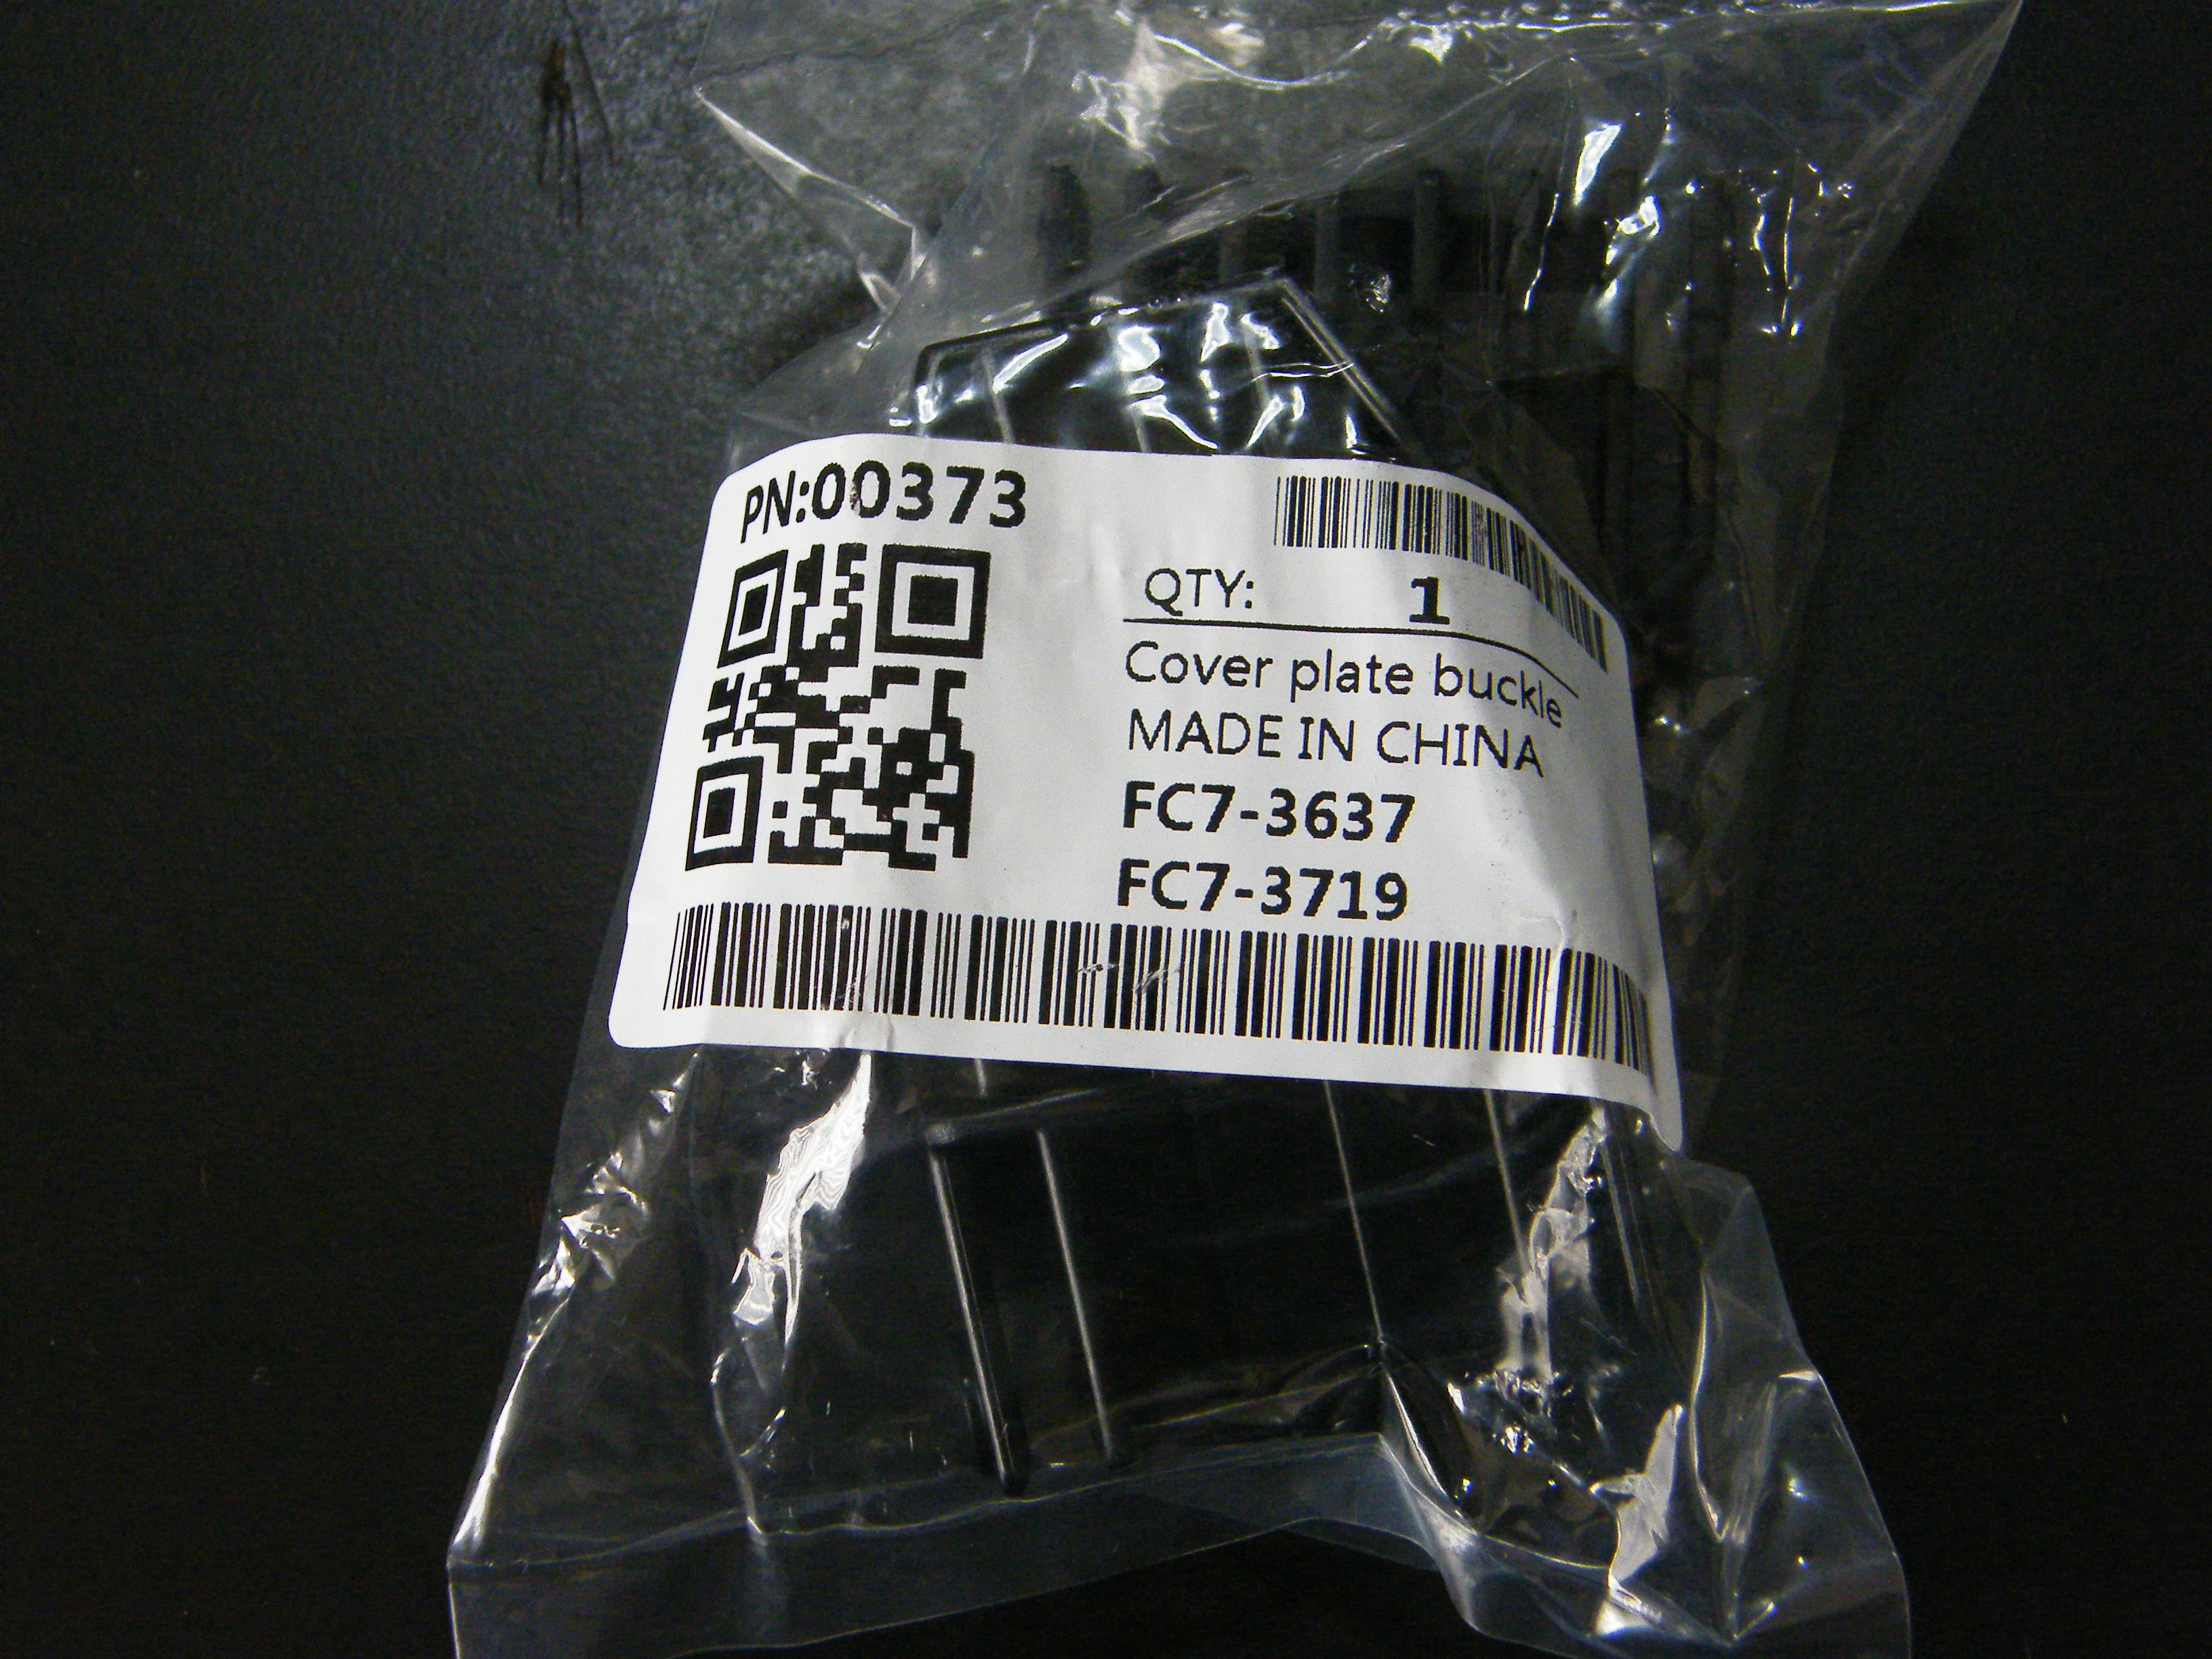 PN:00373
QTY: 1
Cover plate buckle
MADE IN CHINA
FC7-3637
FC7-3719